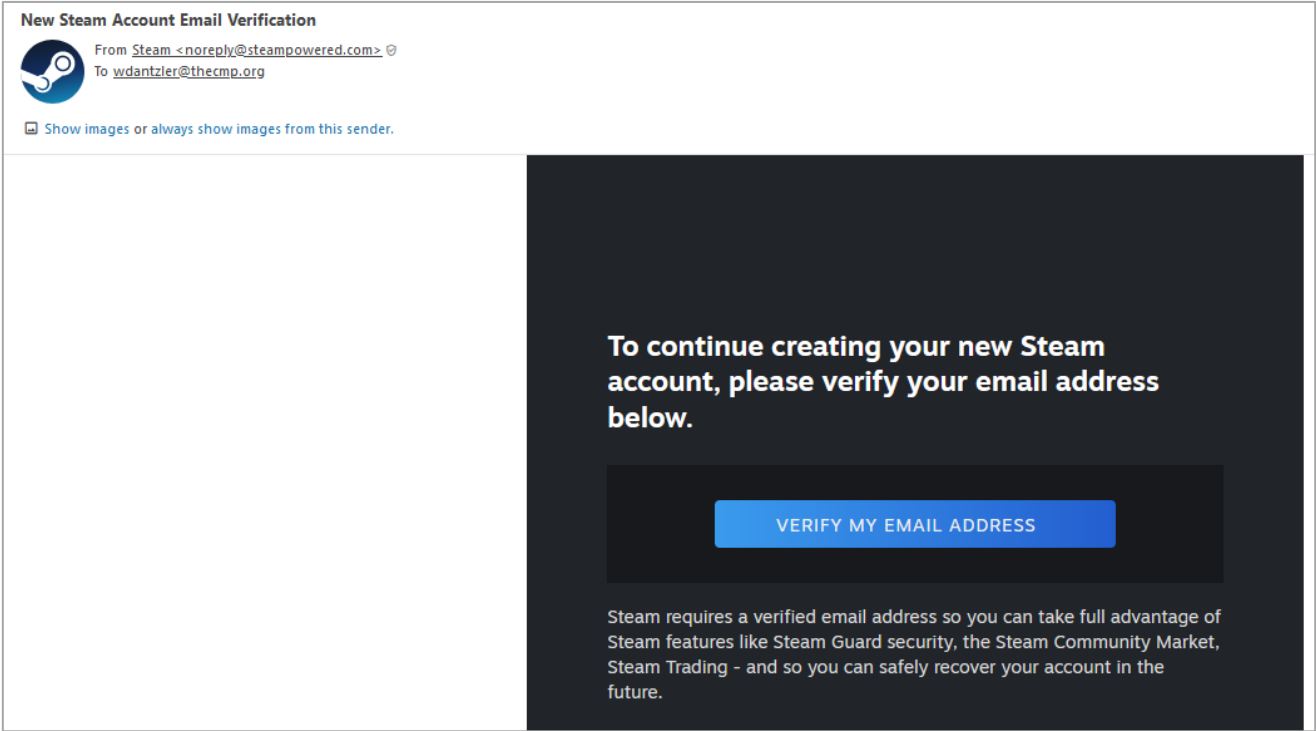 New Steam Account Email Verification
From Steam <noreply@steampowered.com>
To wdantzler@thecmp.org
Show images or always show images from this sender.
To continue creating your new Steam
account, please verify your email address
below.
VERIFY MY EMAIL ADDRESS
Steam requires a verified email address so you can take full advantage of
Steam features like Steam Guard security, the Steam Community Market,
Steam Trading - and so you can safely recover your account in the
future.